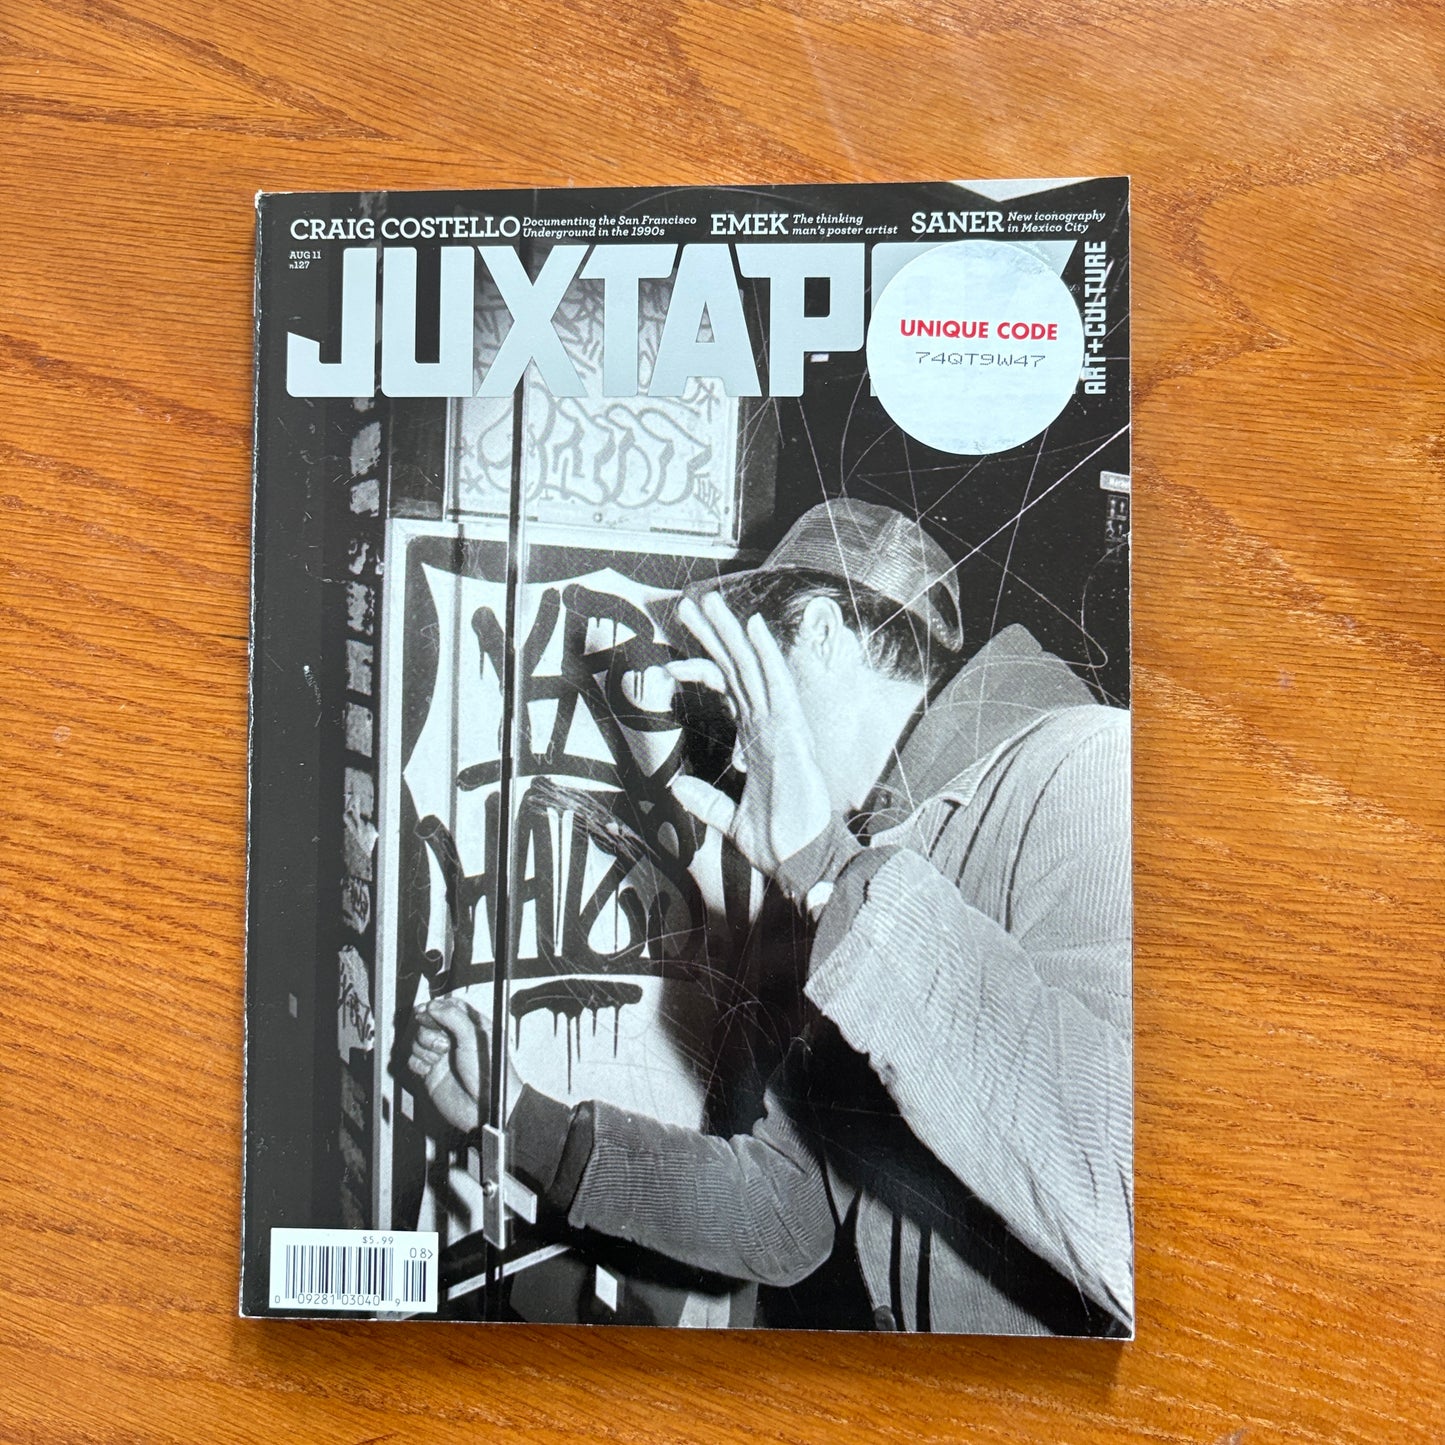 CRAIG COSTELLO Documenting the San Francisco
Underground in the 1990s
EMEK The thinking
man's poster artist
SANER New iconography
in Mexico City
AUG 11
n127
JUXTAP
ART+CULTURE
UNIQUE CODE
74QT9W47
$5.99
08>
0 09281 03040 9